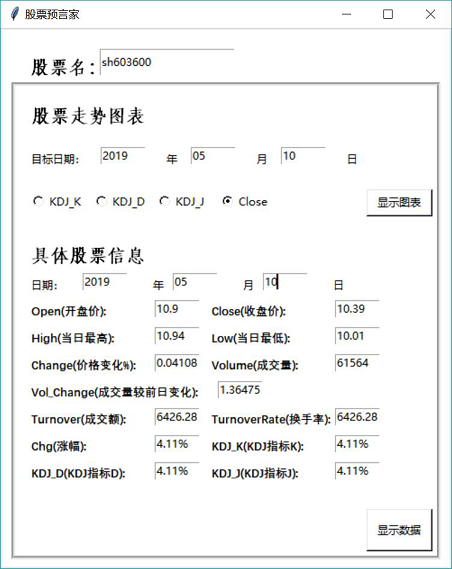 股票预言家
股票名： sh603600
股票走势图表
目标日期： 2019 年 05 月 10 日
KDJ_K KDJ_D KDJ_J Close 显示图表
具体股票信息
日期： 2019 年 05 月 10 日
Open(开盘价): 10.9 Close(收盘价): 10.39
High(当日最高): 10.94 Low(当日最低): 10.01
Change(价格变化%): 0.04108 Volume(成交量): 61564
Vol_Change(成交量较前日变化): 1.36475
Turnover(成交额): 6426.28 TurnoverRate(换手率): 6426.28
Chg(涨幅): 4.11% KDJ_K(KDJ指标K): 4.11%
KDJ_D(KDJ指标D): 4.11% KDJ_J(KDJ指标J): 4.11%
显示数据